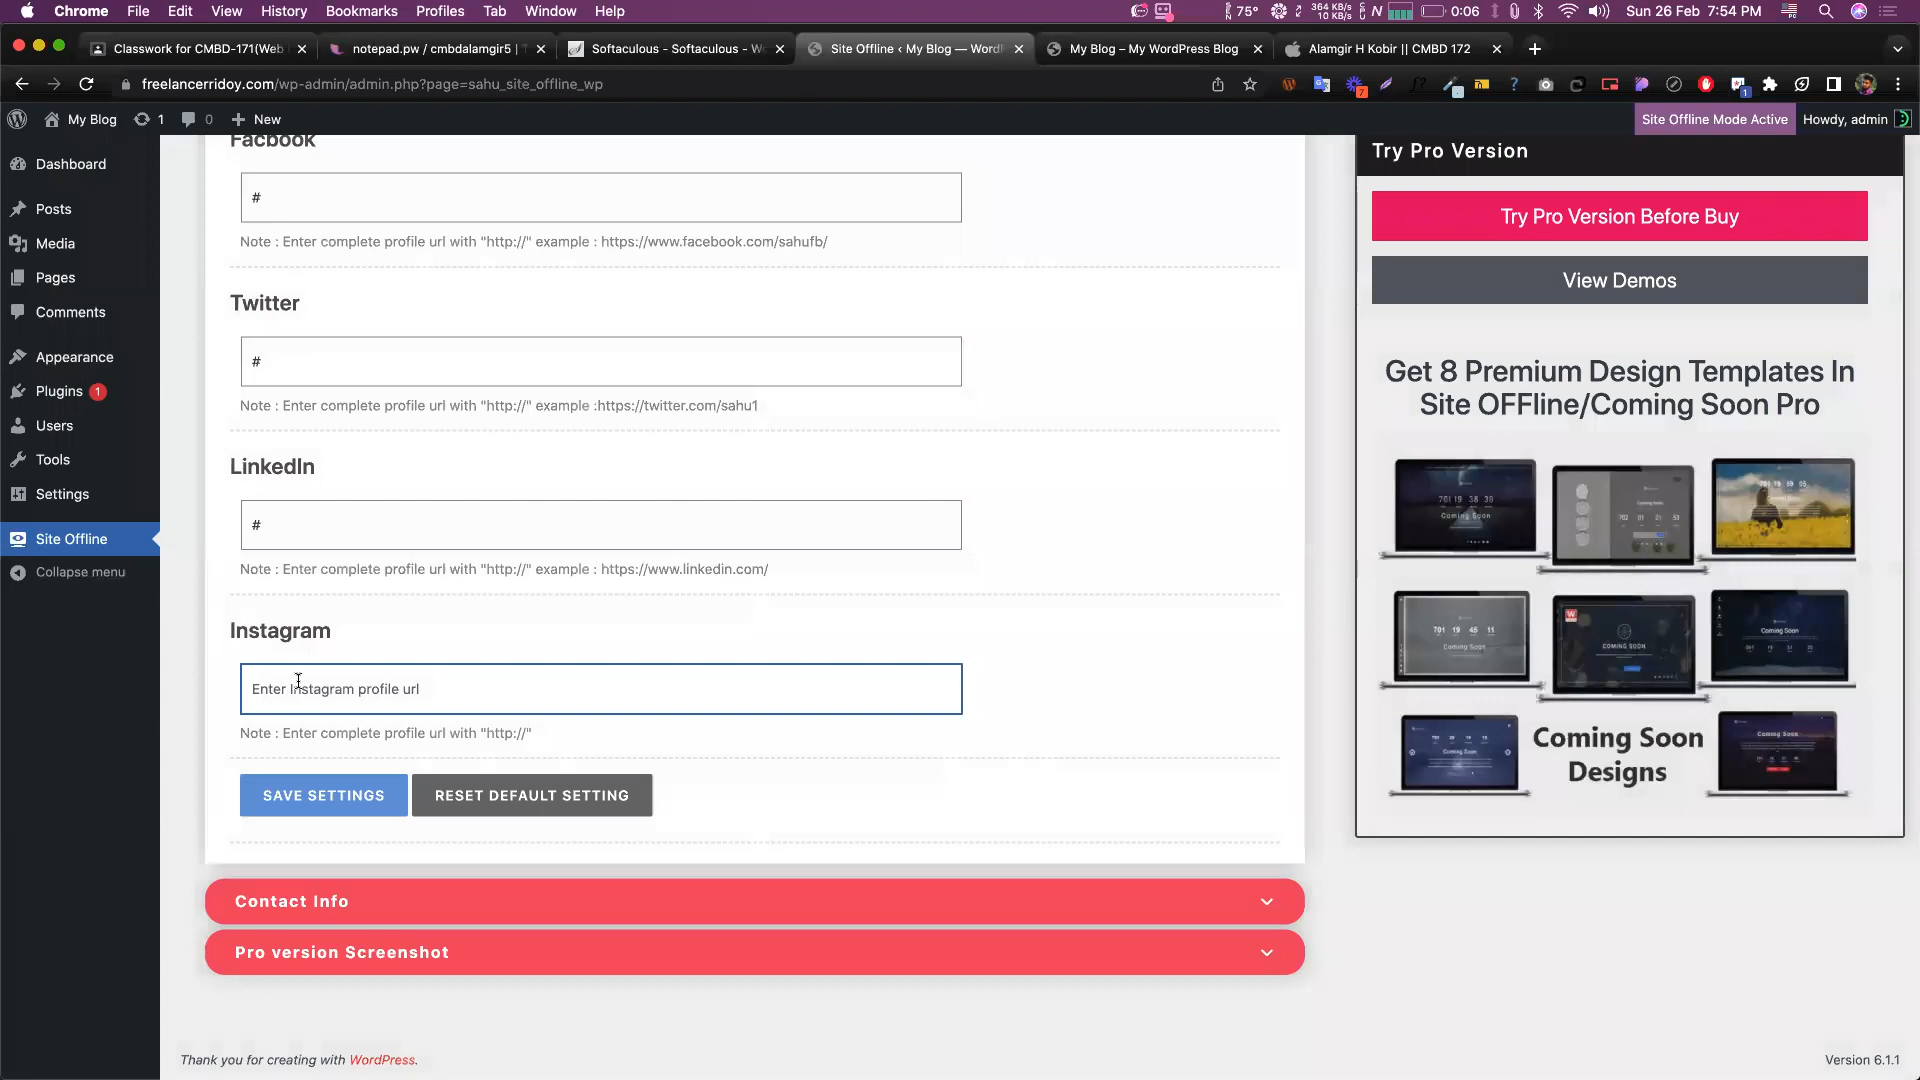 Chrome File Edit View History Bookmarks Profiles Tab Window Help 75° 364 KB/s 10 KB/s N 0:06 Sun 26 Feb 7:54 PM
Classwork for CMBD-171(Web notepad.pw / cmbdalamgir5 | Softaculous - Softaculous - W Site Offline ‹ My Blog — Word My Blog – My WordPress Blog Alamgir H Kobir || CMBD 172
freelancerridoy.com/wp-admin/admin.php?page=sahu_site_offline_wp
My Blog 1 0 New Site Offline Mode Active Howdy, admin
Dashboard
Posts
Media
Pages
Comments
Appearance
Plugins 1
Users
Tools
Settings
Site Offline
Collapse menu
Facbook
#
Note : Enter complete profile url with "http://" example : https://www.facebook.com/sahufb/
Twitter
#
Note : Enter complete profile url with "http://" example :https://twitter.com/sahu1
LinkedIn
#
Note : Enter complete profile url with "http://" example : https://www.linkedin.com/
Instagram
Enter Instagram profile url
Note : Enter complete profile url with "http://"
SAVE SETTINGS RESET DEFAULT SETTING
Contact Info
Pro version Screenshot
Try Pro Version
Try Pro Version Before Buy
View Demos
Get 8 Premium Design Templates In
Site OFFline/Coming Soon Pro
Coming Soon
Designs
Thank you for creating with WordPress.
Version 6.1.1